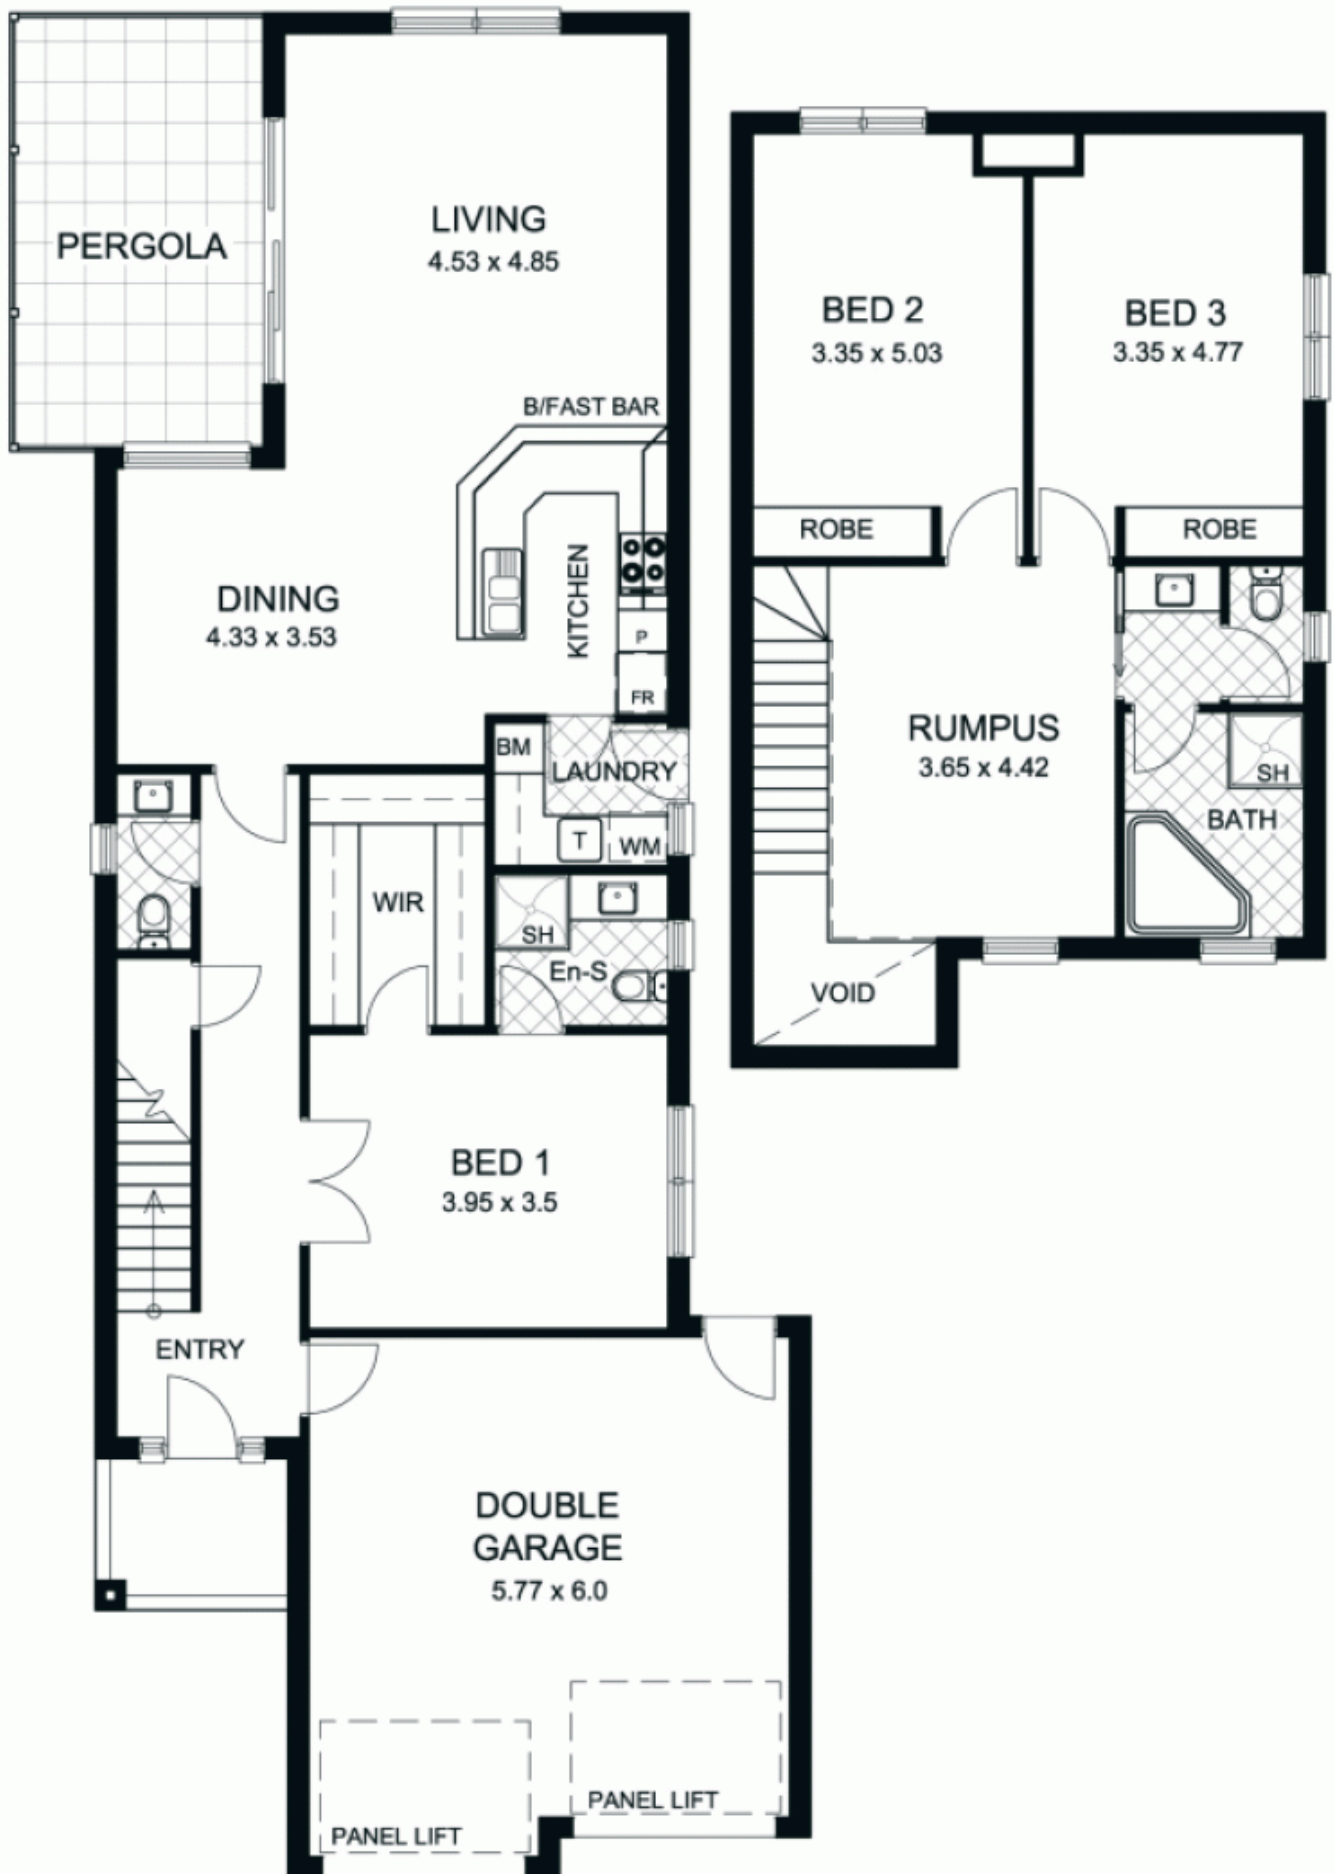 PERGOLA
LIVING
4.53 x 4.85
B/FAST BAR
DINING
4.33 x 3.53
KITCHEN
P
FR
BM
LAUNDRY
T
WM
WIR
SH
En-S
BED 1
3.95 x 3.5
ENTRY
DOUBLE
GARAGE
5.77 x 6.0
PANEL LIFT
PANEL LIFT
BED 2
3.35 x 5.03
BED 3
3.35 x 4.77
ROBE
ROBE
RUMPUS
3.65 x 4.42
SH
BATH
VOID